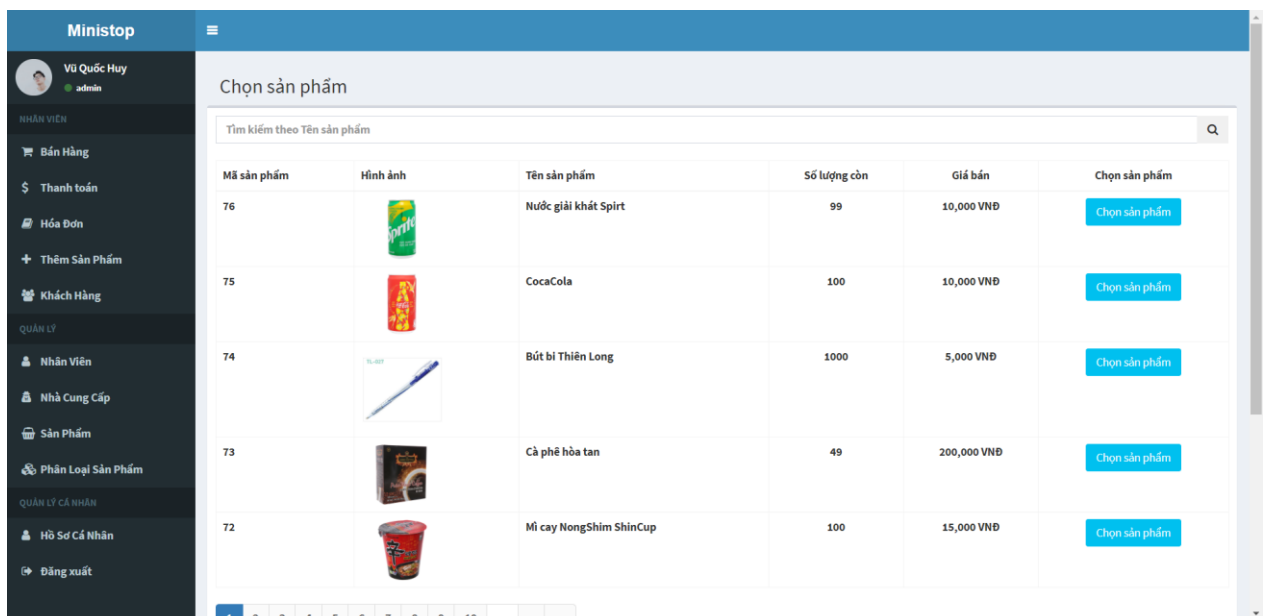 Ministop
Vũ Quốc Huy
admin
NHÂN VIÊN
Bán Hàng
Thanh toán
Hóa Đơn
Thêm Sản Phẩm
Khách Hàng
QUẢN LÝ
Nhân Viên
Nhà Cung Cấp
Sản Phẩm
Phân Loại Sản Phẩm
QUẢN LÝ CÁ NHÂN
Hồ Sơ Cá Nhân
Đăng xuất
Chọn sản phẩm
Tìm kiếm theo Tên sản phẩm
Mã sản phẩm Hình ảnh Tên sản phẩm Số lượng còn Giá bán Chọn sản phẩm
76 Sprite Nước giải khát Spirt 99 10,000 VNĐ Chọn sản phẩm
75 CocaCola 100 10,000 VNĐ Chọn sản phẩm
74 Bút bi Thiên Long 1000 5,000 VNĐ Chọn sản phẩm
73 Cà phê hòa tan 49 200,000 VNĐ Chọn sản phẩm
72 辛 Mì cay NongShim ShinCup 100 15,000 VNĐ Chọn sản phẩm